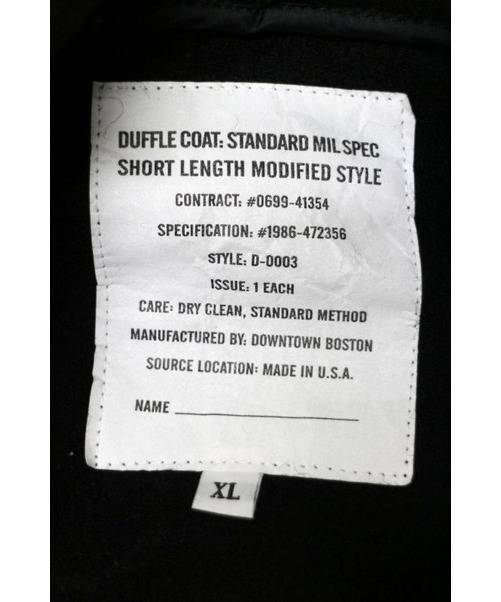 DUFFLE COAT: STANDARD MIL SPEC
SHORT LENGTH MODIFIED STYLE
CONTRACT: #0699-41354
SPECIFICATION: #1986-472356
STYLE: D-0003
ISSUE: 1 EACH
CARE: DRY CLEAN, STANDARD METHOD
MANUFACTURED BY: DOWNTOWN BOSTON
SOURCE LOCATION: MADE IN U.S.A.
NAME
XL